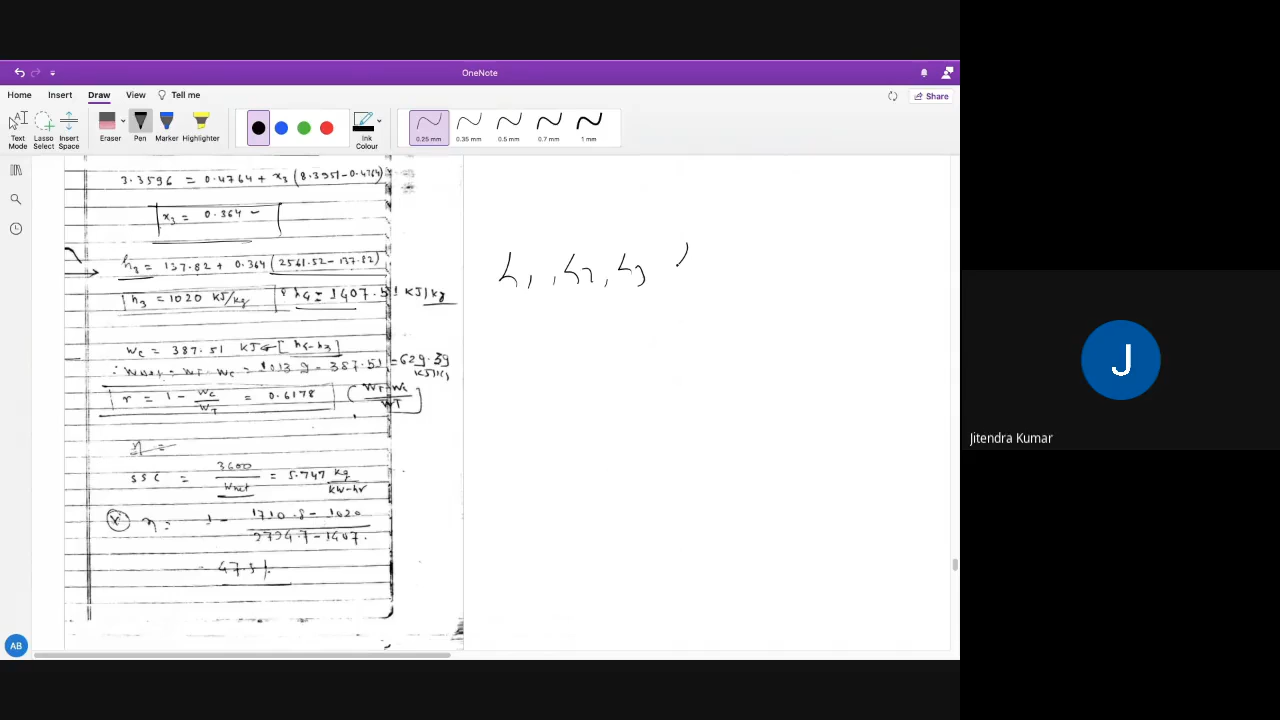 OneNote
Home Insert Draw View Tell me
Share
Text Mode
Lasso Select
Insert Space
Eraser
Pen
Marker
Highlighter
Ink Colour
0.25 mm 0.35 mm 0.5 mm 0.7 mm 1 mm
3.3596 = 0.4764 + x3 (8.3951-0.4764)
x3 = 0.364
h3 = 137.82 + 0.364 (2561.52-137.82)
h3 = 1020 KJ/kg h4 = 1407.51 KJ/kg
Wc = 387.51 KJ [h4-h3]
∴ Wnet = WT - Wc = 1013.9 - 387.51 = 629.39 KJ/kg
r = 1 - Wc/WT = 0.6178 (WT-Wc/WT)
η =
SSC = 3600/Wnet = 5.747 kg/kW-hr
η = 1 - 1710.8-1020/2794.7-1407.
47.3%
h1, h2, h3
J
Jitendra Kumar
AB